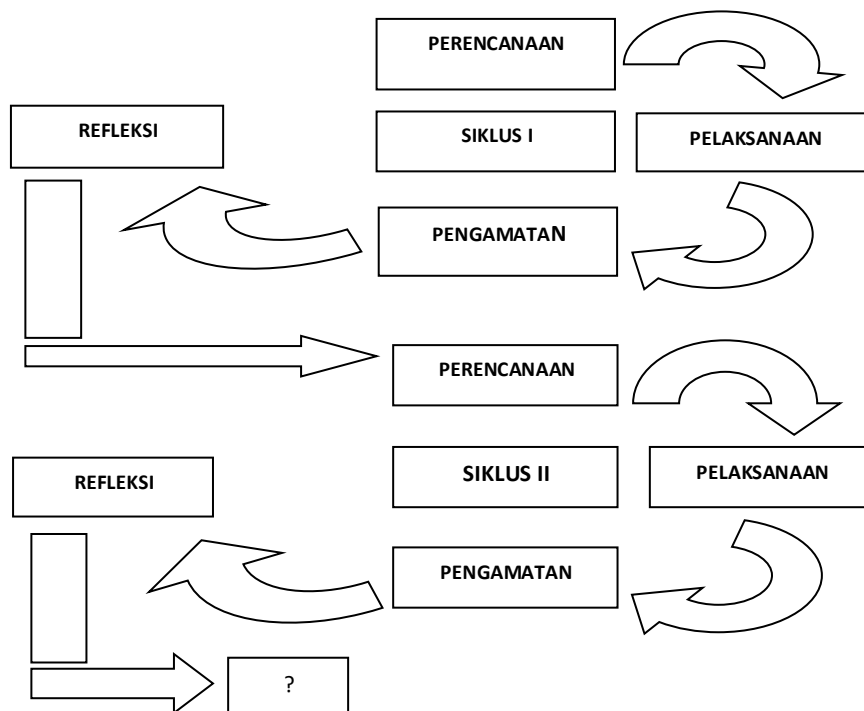 PERENCANAAN
REFLEKSI
SIKLUS I
PELAKSANAAN
PENGAMATAN
PERENCANAAN
REFLEKSI
SIKLUS II
PELAKSANAAN
PENGAMATAN
?